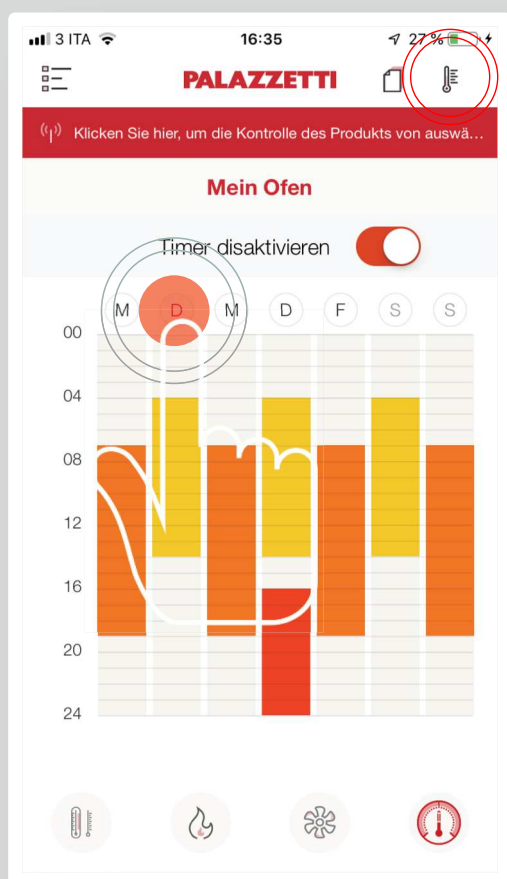 3 ITA 16:35 27 %
PALAZZETTI
Klicken Sie hier, um die Kontrolle des Produkts von auswä…
Mein Ofen
Timer disaktivieren
M D M D F S S
00
04
08
12
16
20
24